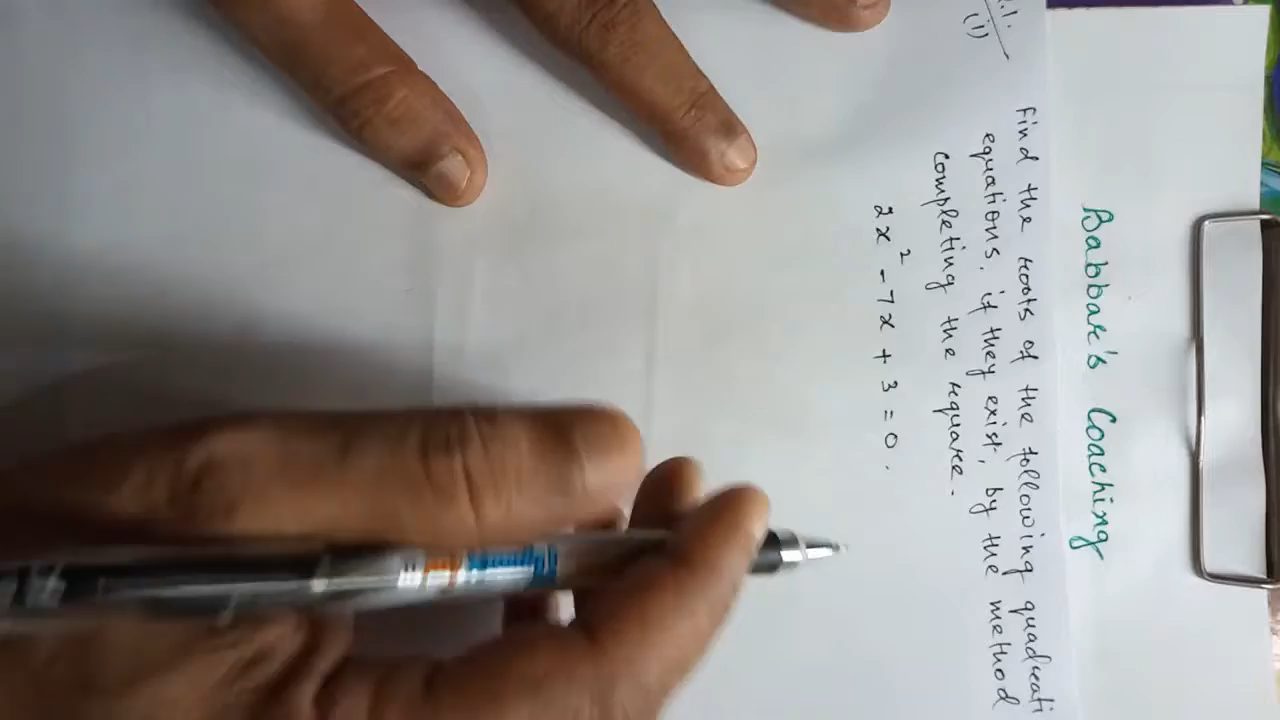 Babbar's Coaching
(i) Find the roots of the following quadrati
equations, if they exist, by the method
completing the square.
2x² - 7x + 3 = 0.